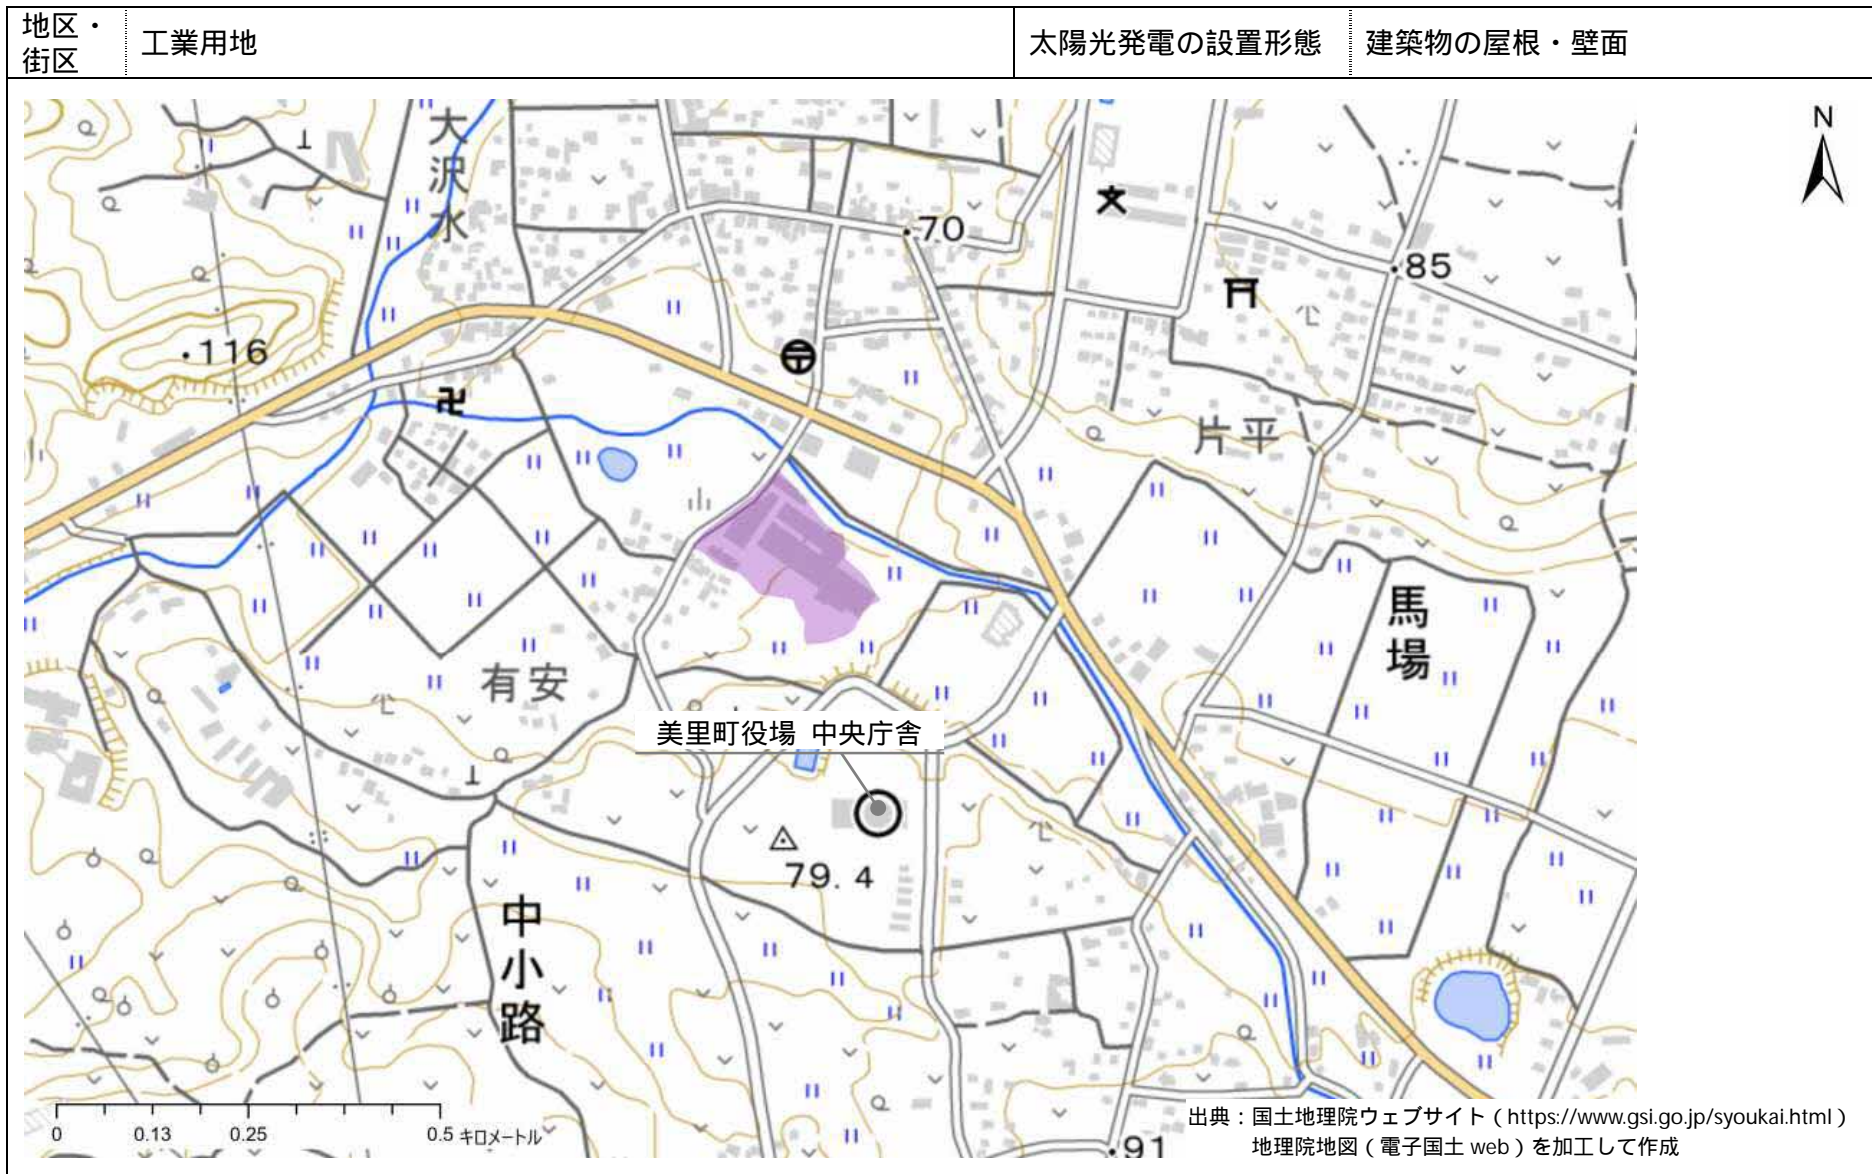 地区・
街区
工業用地
太陽光発電の設置形態
建築物の屋根・壁面
N
大沢水
70
85
116
片平
馬場
有安
美里町役場 中央庁舎
79.4
中小路
91
0
0.13
0.25
0.5 キロメートル
出典：国土地理院ウェブサイト（https://www.gsi.go.jp/syoukai.html）
地理院地図（電子国土 web）を加工して作成